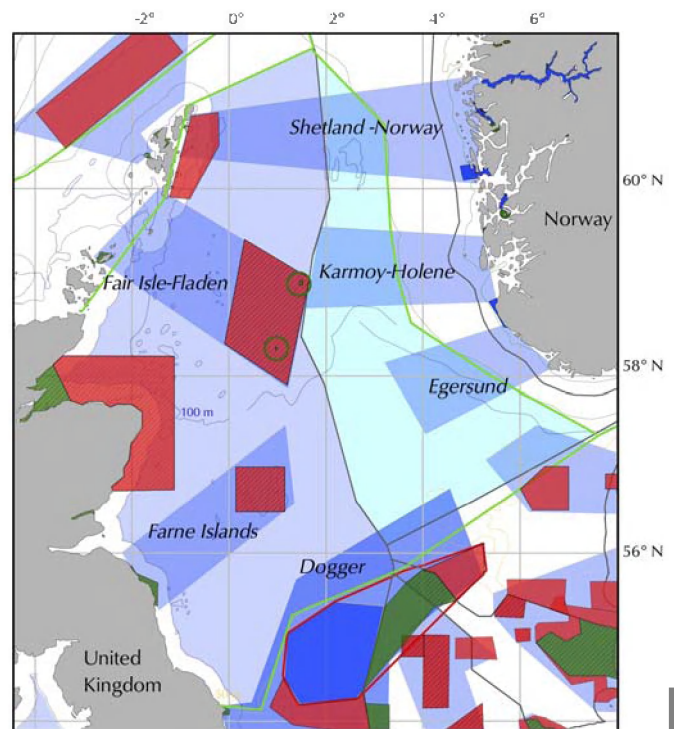 -2° 0° 2° 4° 6°
Shetland -Norway
60° N
Norway
Fair Isle-Fladen
Karmoy-Holene
58° N
Egersund
100 m
Farne Islands
56° N
Dogger
United
Kingdom